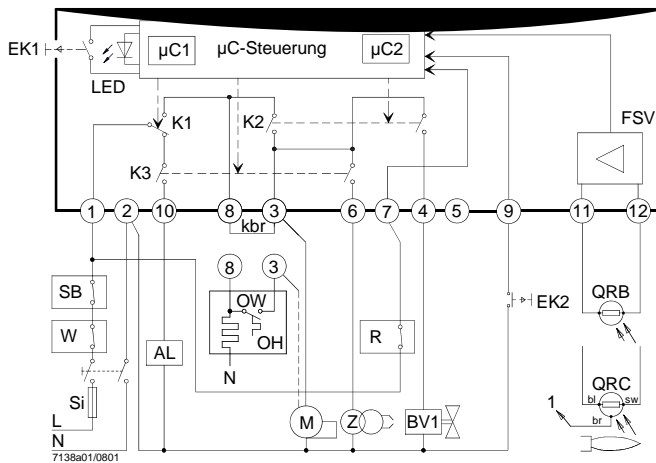 EK1
µC1
µC-Steuerung
µC2
LED
FSV
K1
K2
K3
1
2
10
8
3
6
7
4
5
9
11
12
kbr
8
3
SB
W
OW
OH
N
AL
R
EK2
QRB
QRC
bl
sw
br
1
Si
L
N
M
Z
BV1
7138a01/0801